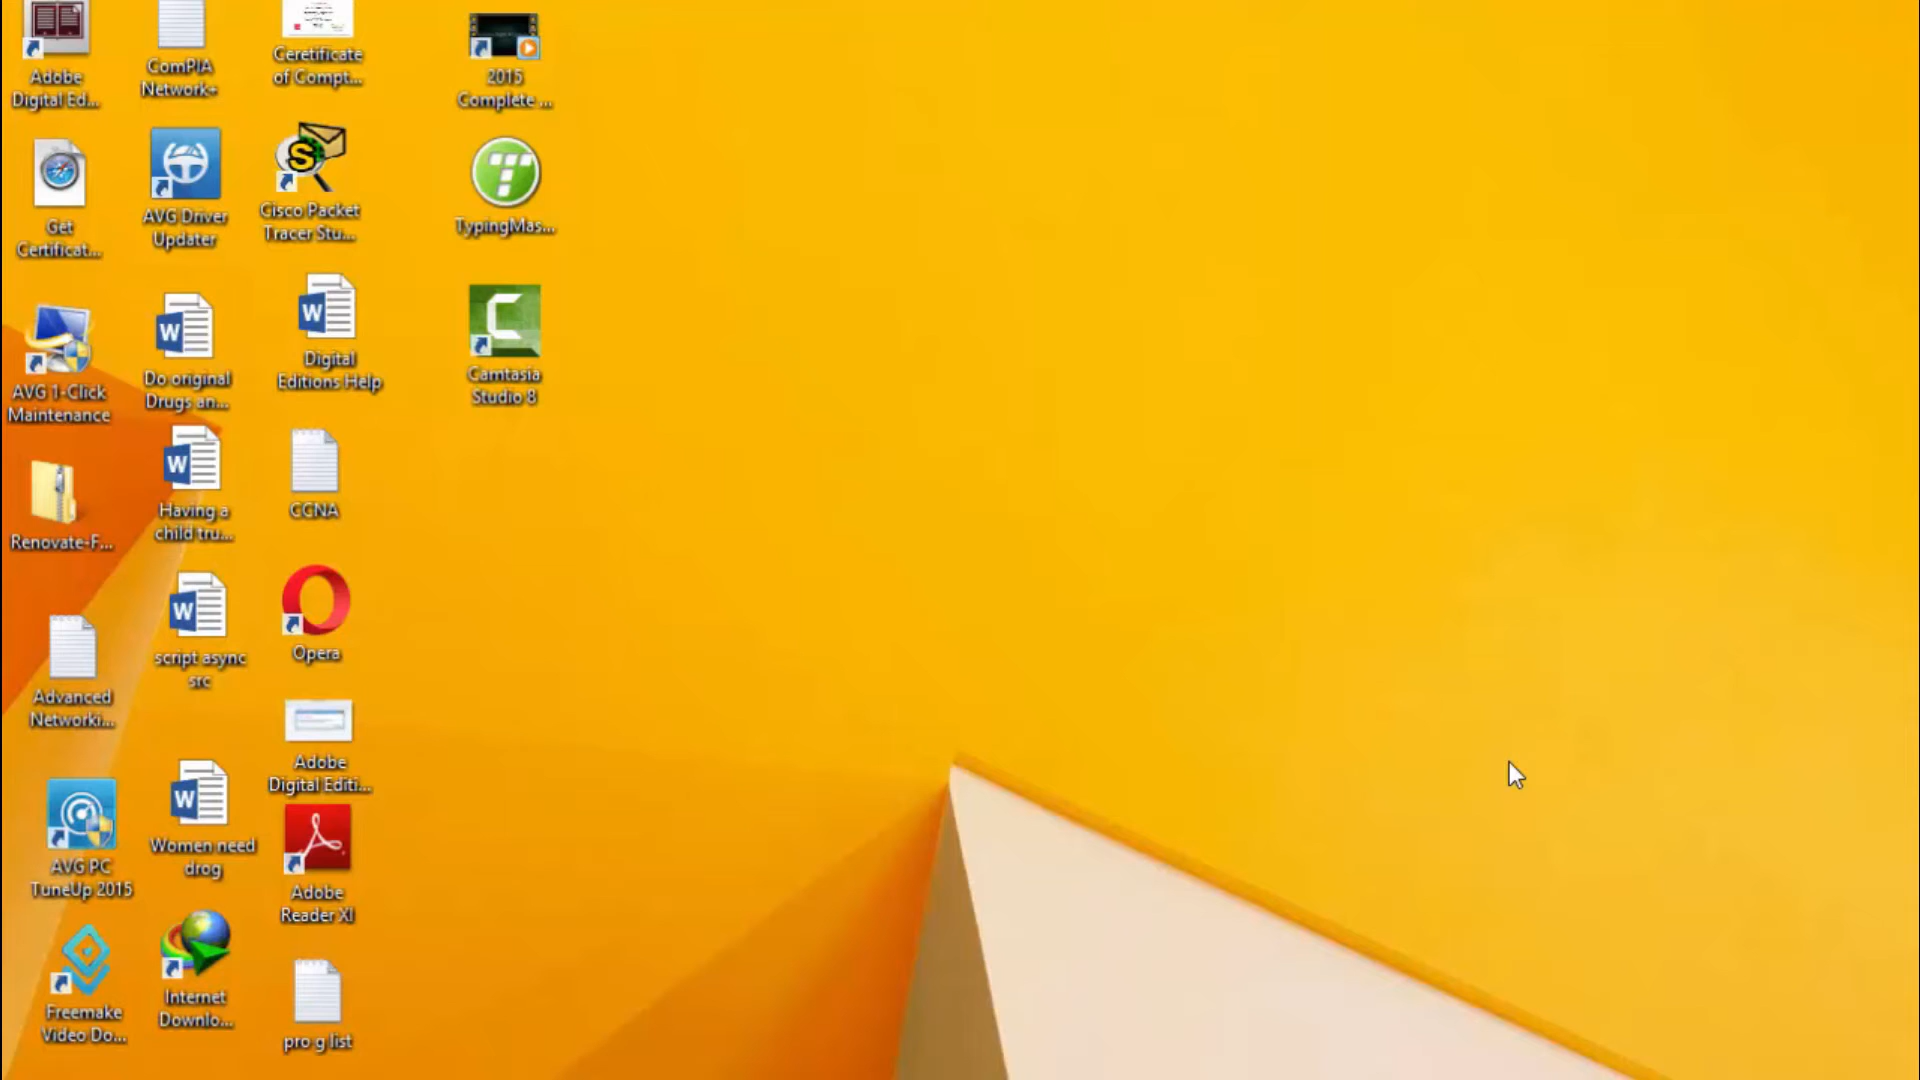 Adobe
Digital Ed...
ComPIA
Network+
Ceretificate
of Compt...
2015
Complete ...
Get
Certificat...
AVG Driver
Updater
Cisco Packet
Tracer Stu...
TypingMas...
AVG 1-Click
Maintenance
Do original
Drugs an...
Digital
Editions Help
Camtasia
Studio 8
Renovate-F...
Having a
child tru...
CCNA
Advanced
Networki...
script async
src
Opera
Adobe
Digital Editi...
AVG PC
TuneUp 2015
Women need
drog
Adobe
Reader XI
Freemake
Video Do...
Internet
Downlo...
pro g list